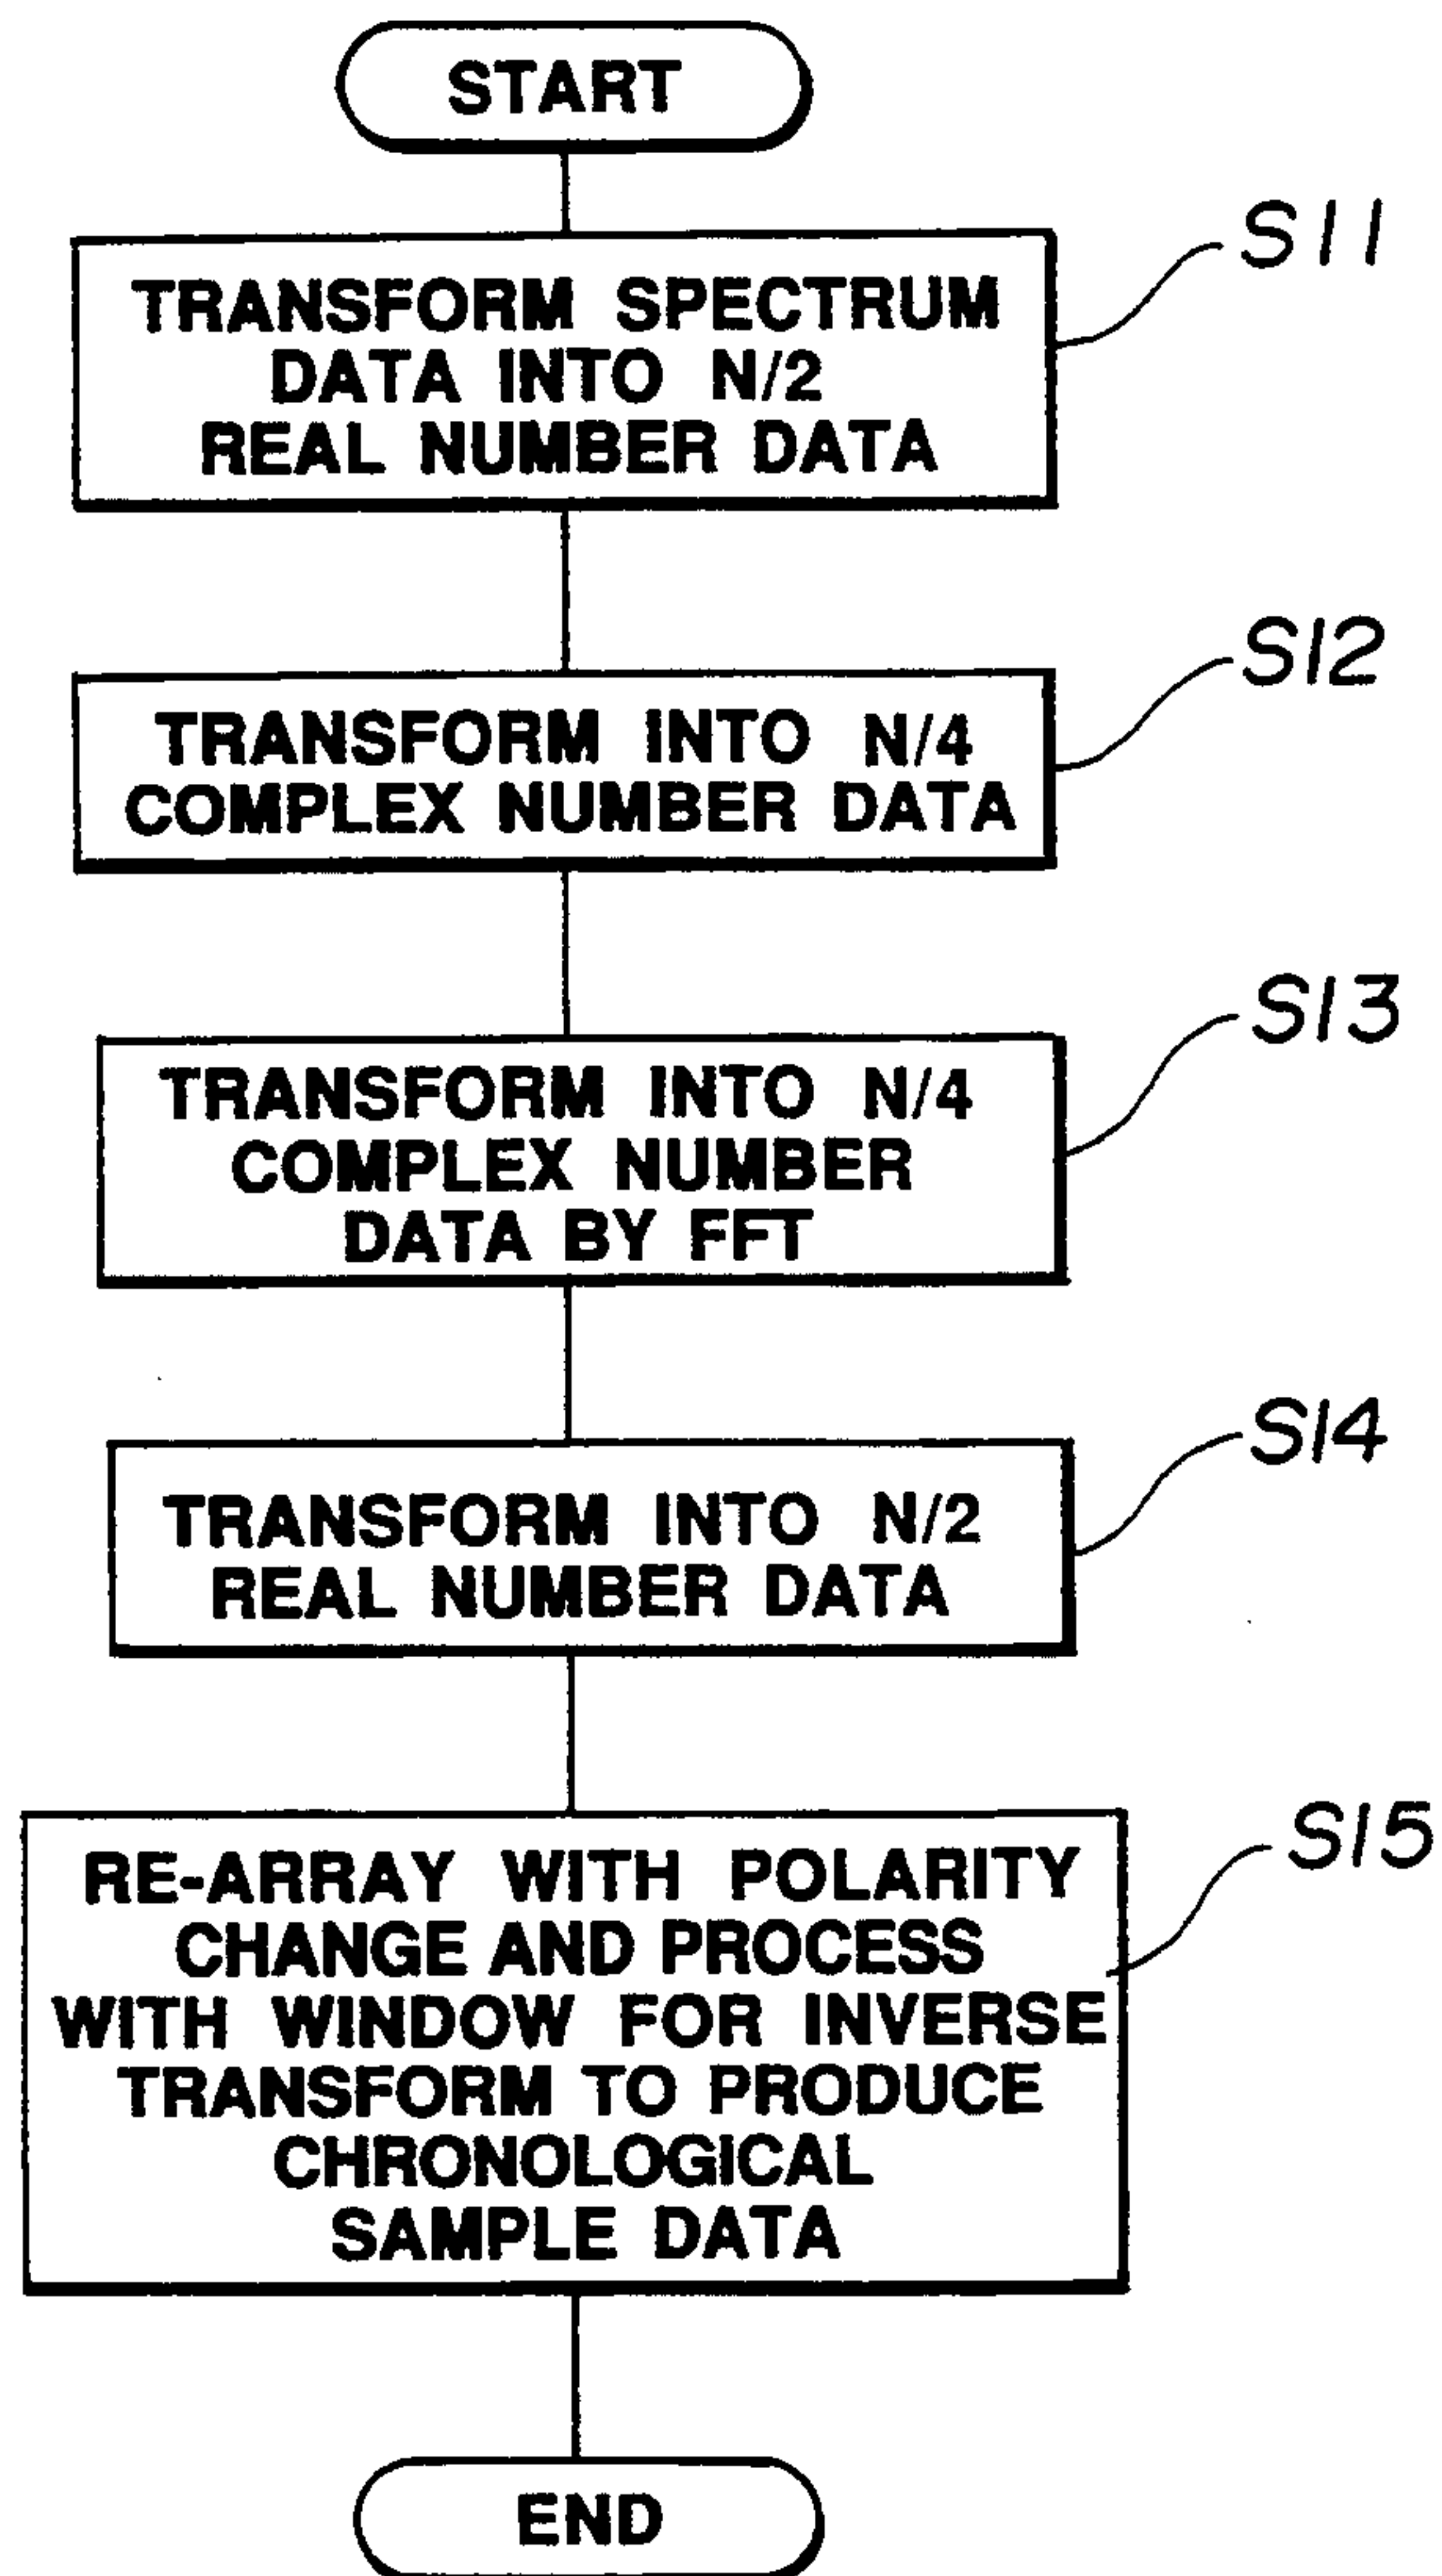 START
S11
TRANSFORM SPECTRUM
DATA INTO N/2
REAL NUMBER DATA
S12
TRANSFORM INTO N/4
COMPLEX NUMBER DATA
S13
TRANSFORM INTO N/4
COMPLEX NUMBER
DATA BY FFT
S14
TRANSFORM INTO N/2
REAL NUMBER DATA
S15
RE-ARRAY WITH POLARITY
CHANGE AND PROCESS
WITH WINDOW FOR INVERSE
TRANSFORM TO PRODUCE
CHRONOLOGICAL
SAMPLE DATA
END